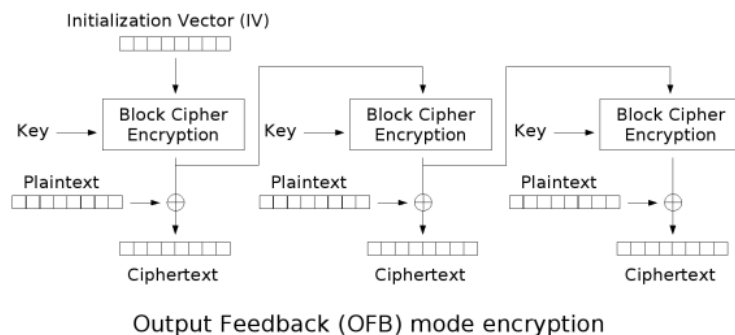 Initialization Vector (IV)
Block Cipher
Encryption
Block Cipher
Encryption
Block Cipher
Encryption
Key
Key
Key
Plaintext
Plaintext
Plaintext
Ciphertext
Ciphertext
Ciphertext
Output Feedback (OFB) mode encryption